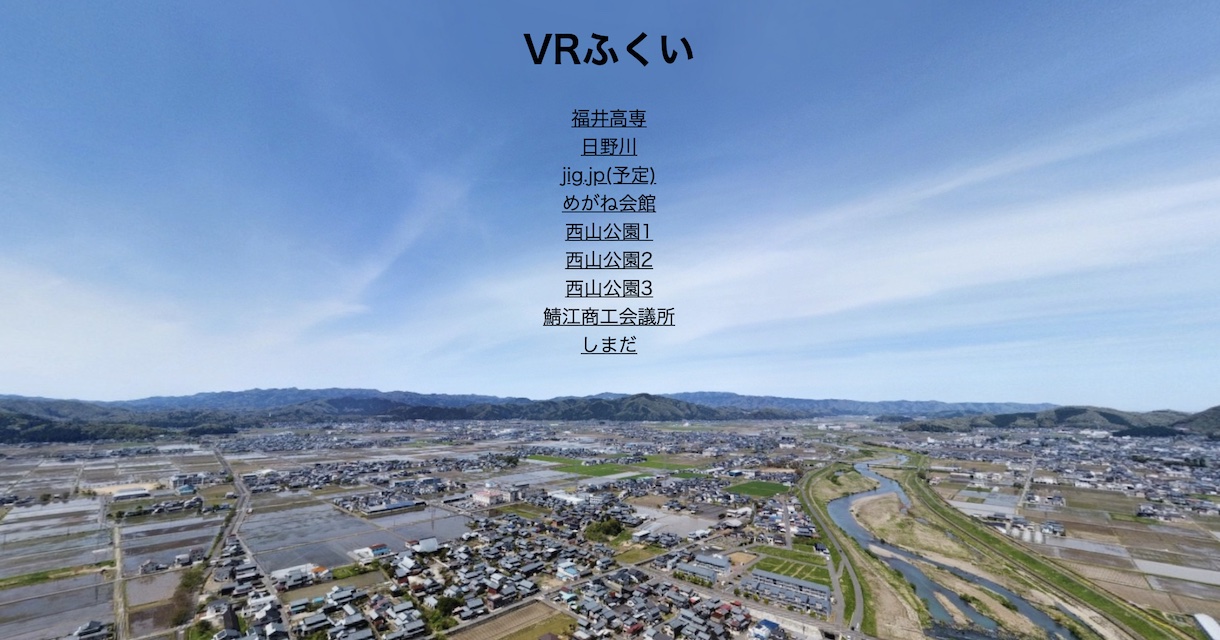 VRふくい
福井高専
日野川
jig.jp(予定)
めがね会館
西山公園1
西山公園2
西山公園3
鯖江商工会議所
しまだ